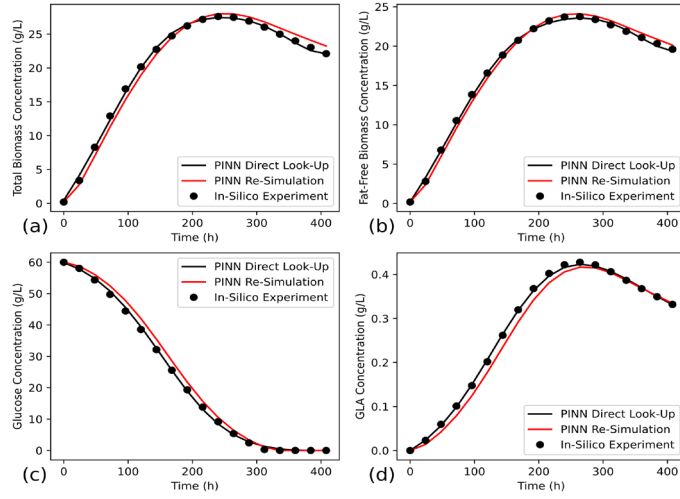 Total Biomass Concentration (g/L)
25
20
15
10
5
0
PINN Direct Look-Up
PINN Re-Simulation
In-Silico Experiment
0 100 200 300 400
Time (h)
(a)
Fat-Free Biomass Concentration (g/L)
25
20
15
10
5
0
PINN Direct Look-Up
PINN Re-Simulation
In-Silico Experiment
0 100 200 300 400
Time (h)
(b)
Glucose Concentration (g/L)
60
50
40
30
20
10
0
PINN Direct Look-Up
PINN Re-Simulation
In-Silico Experiment
0 100 200 300 400
Time (h)
(c)
GLA Concentration (g/L)
0.4
0.3
0.2
0.1
0.0
PINN Direct Look-Up
PINN Re-Simulation
In-Silico Experiment
0 100 200 300 400
Time (h)
(d)